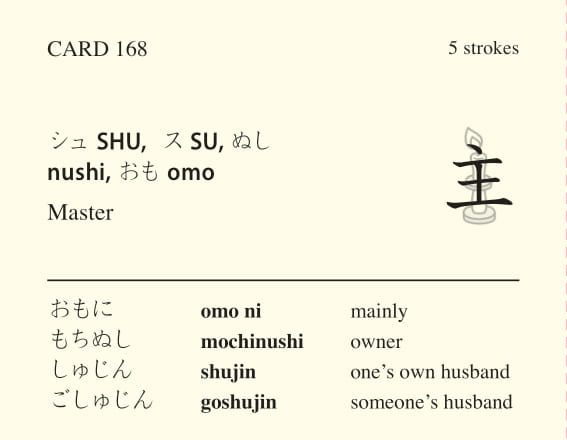 CARD 168 5 strokes
シュ SHU, ス SU, ぬし
nushi, おも omo
主
Master
おもに omo ni mainly
もちぬし mochinushi owner
しゅじん shujin one’s own husband
ごしゅじん goshujin someone’s husband